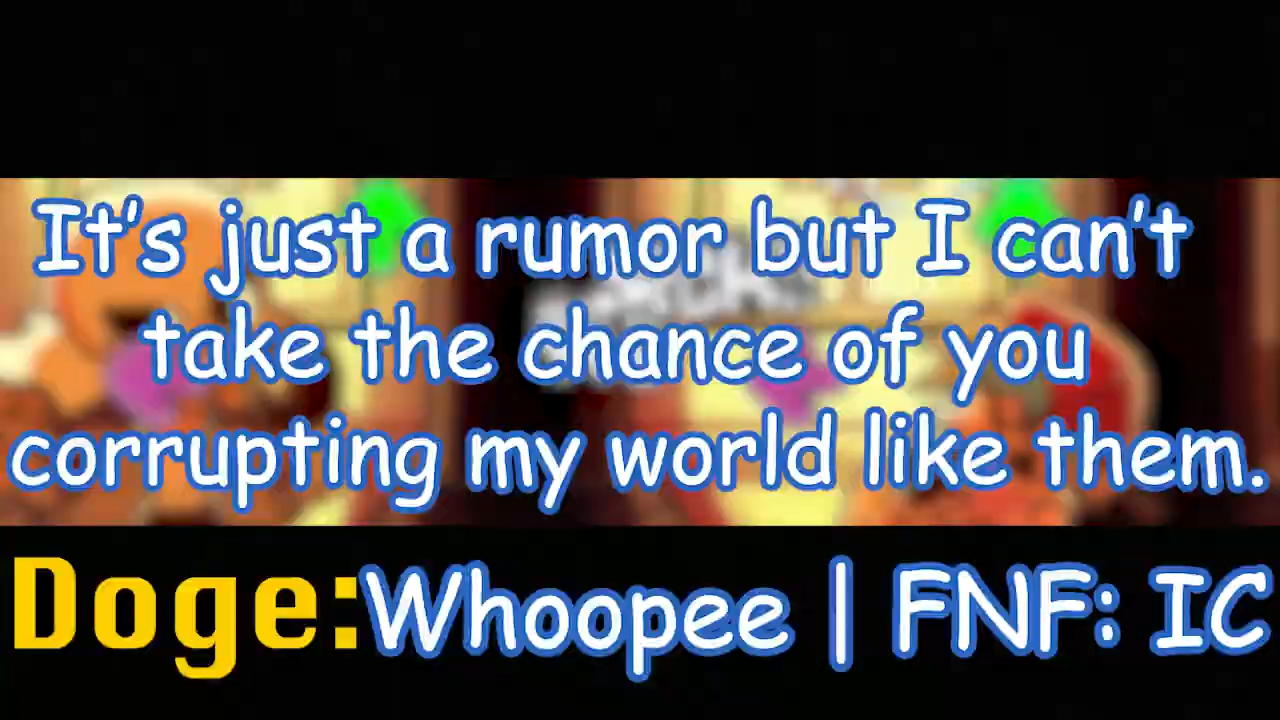 It's just a rumor but I can't
take the chance of you
corrupting my world like them.
Doge:Whoopee | FNF: IC